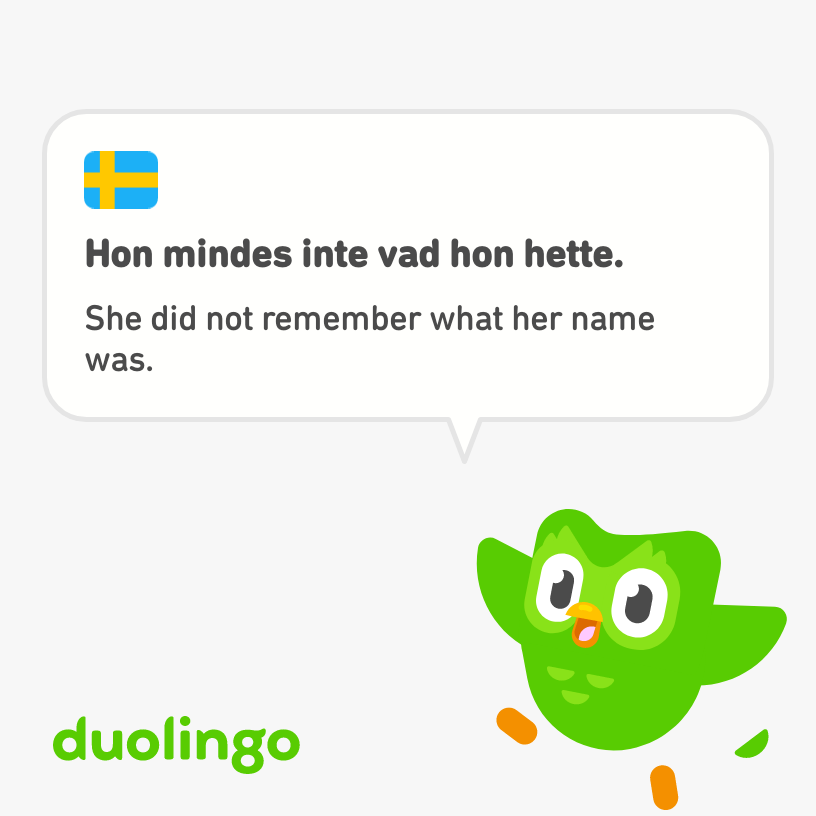 Hon mindes inte vad hon hette.
She did not remember what her name
was.
duolingo